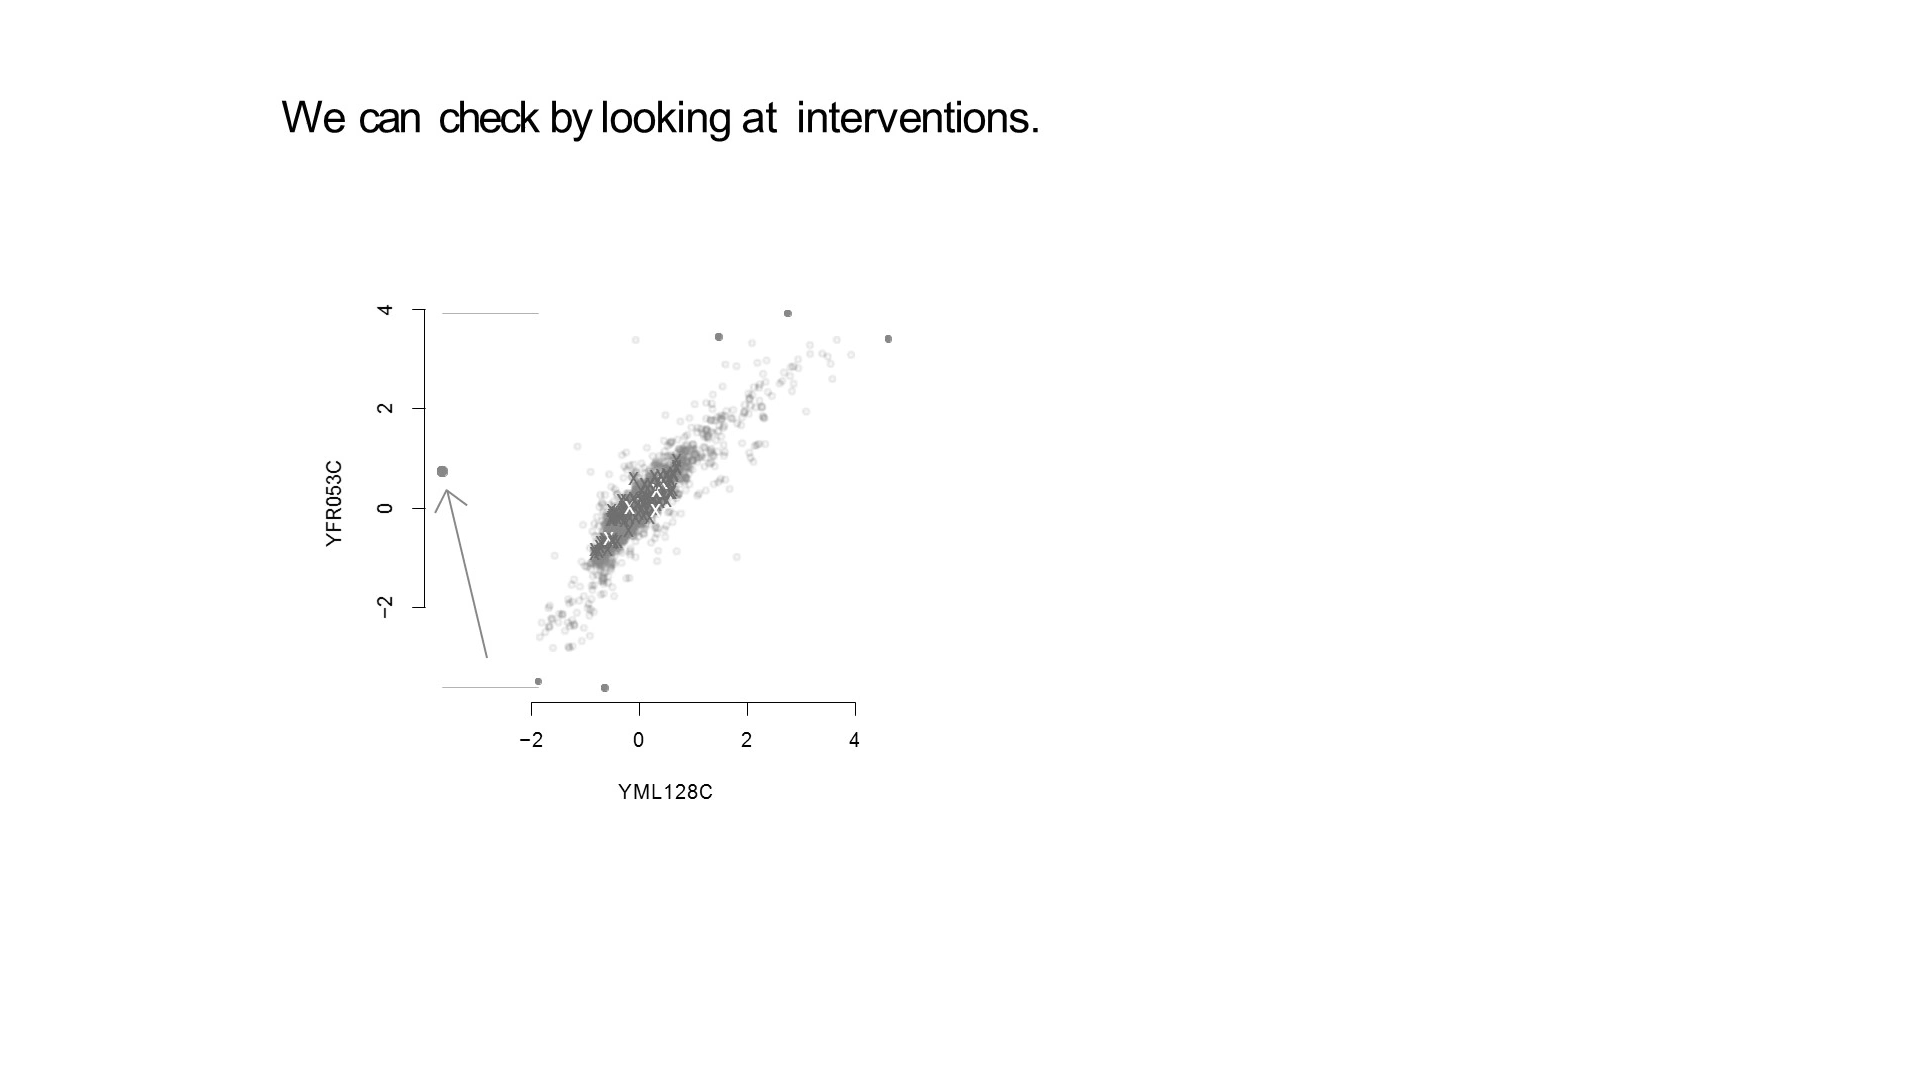 We can check by looking at interventions.
4
2
0
−2
YFR053C
−2 0 2 4
YML128C